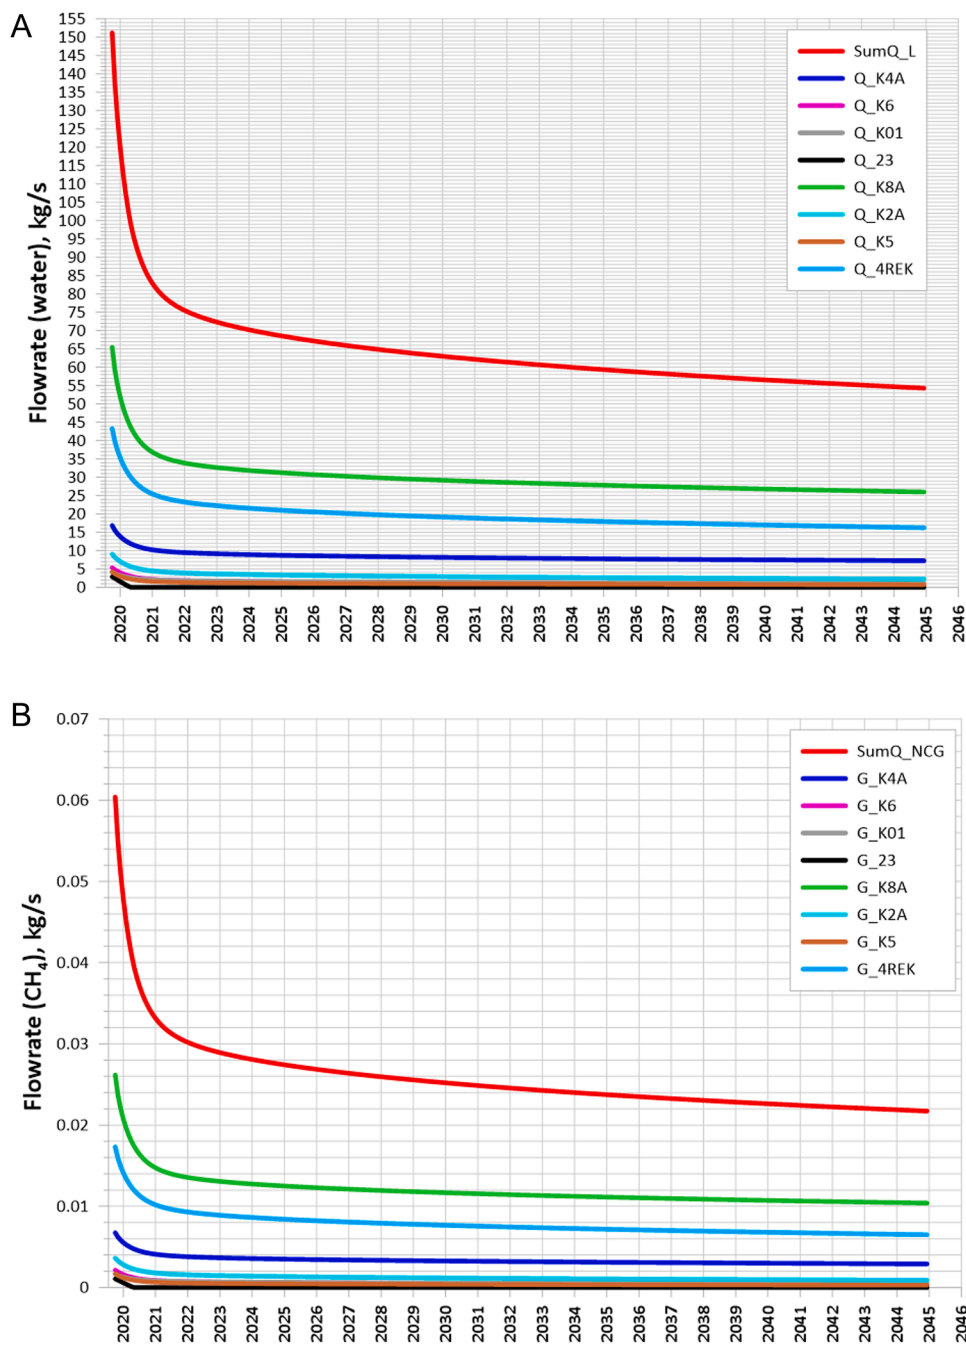 A
155
150
145
140
135
130
125
120
115
110
105
100
95
90
85
80
75
70
65
60
55
50
45
40
35
30
25
20
15
10
5
0
Flowrate (water), kg/s
SumQ_L
Q_K4A
Q_K6
Q_K01
Q_23
Q_K8A
Q_K2A
Q_K5
Q_4REK
2020 2021 2022 2023 2024 2025 2026 2027 2028 2029 2030 2031 2032 2033 2034 2035 2036 2037 2038 2039 2040 2041 2042 2043 2044 2045 2046
B
0.07
0.06
0.05
0.04
0.03
0.02
0.01
0
Flowrate (CH₄), kg/s
SumQ_NCG
G_K4A
G_K6
G_K01
G_23
G_K8A
G_K2A
G_K5
G_4REK
2020 2021 2022 2023 2024 2025 2026 2027 2028 2029 2030 2031 2032 2033 2034 2035 2036 2037 2038 2039 2040 2041 2042 2043 2044 2045 2046